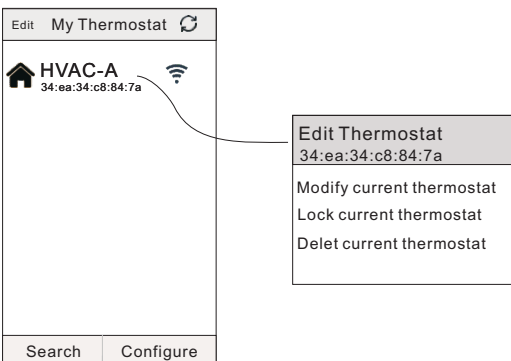 Edit My Thermostat
HVAC-A
34:ea:34:c8:84:7a
Edit Thermostat
34:ea:34:c8:84:7a
Modify current thermostat
Lock current thermostat
Delet current thermostat
Search Configure